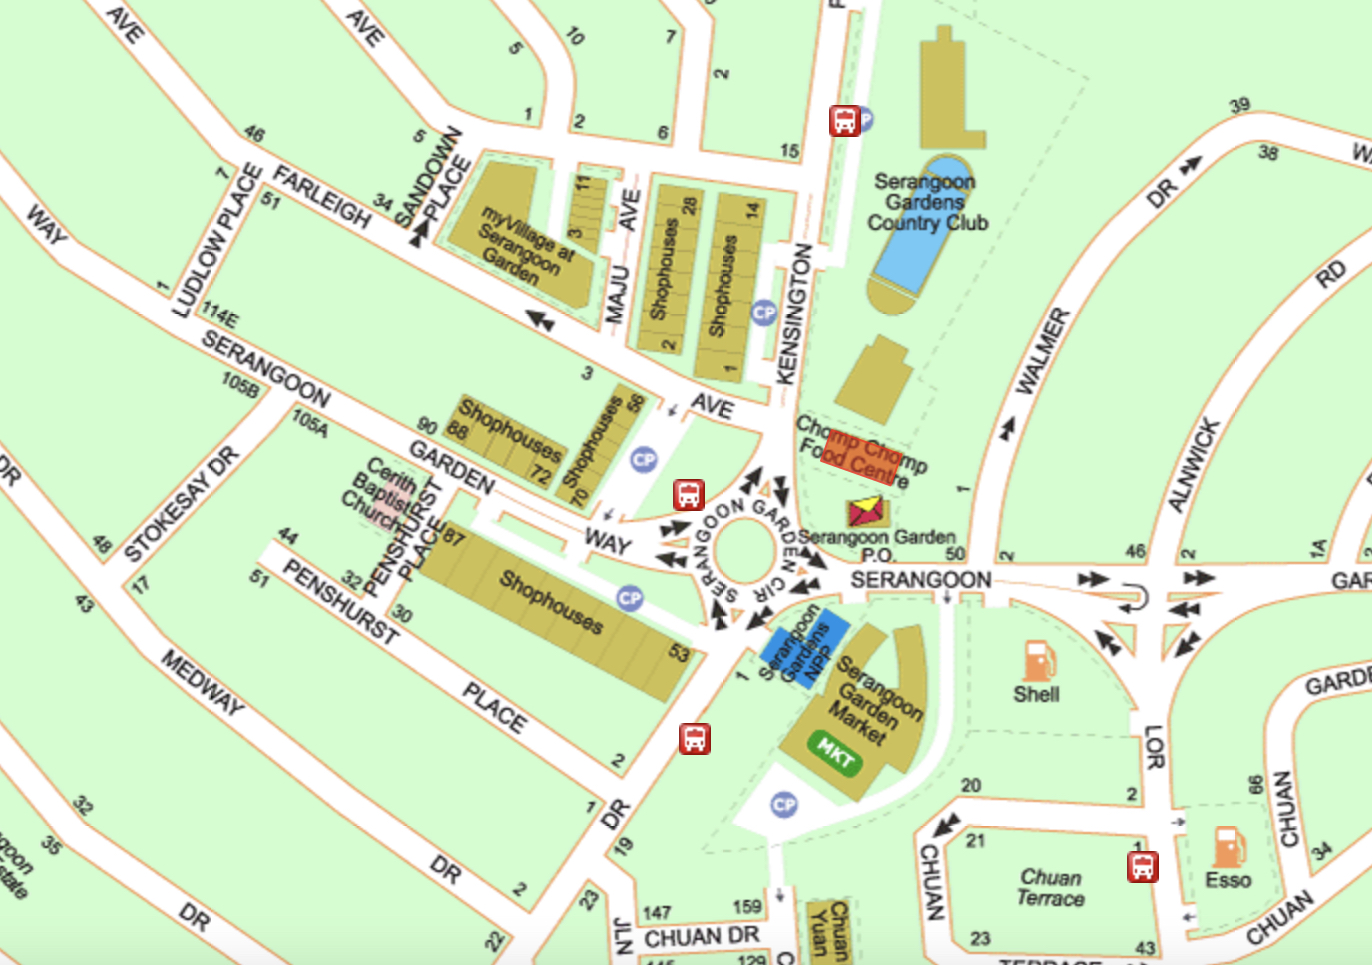 AVE
AVE
5
10
7
2
1
2
6
15
46
5
7
51
FARLEIGH
34
SANDOWN
PLACE
LUDLOW PLACE
1
114E
WAY
SERANGOON
105B
105A
myVillage at
Serangoon
Garden
11
3
MAJU
AVE
Shophouses
28
2
Shophouses
14
1
CP
KENSINGTON
Serangoon
Gardens
Country Club
39
38
DR
WALMER
1
RD
ALNWICK
3
AVE
90
88
Shophouses
72
Shophouses
56
70
CP
Chomp Chomp
Food Centre
Serangoon Garden
P.O.
GARDEN
WAY
SERANGOON GARDEN CIR
Cerith
Baptist
Church
PENSHURST
PLACE
87
Shophouses
53
CP
DR
STOKESAY DR
48
17
43
44
51
32
30
PENSHURST
PLACE
2
1
MEDWAY
DR
2
22
32
35
DR
SERANGOON
50
2
46
2
1A
2
1
Serangoon
Gardens
NPP
Serangoon
Garden
Market
MKT
CP
Shell
LOR
20
2
21
1
CHUAN
Chuan
Terrace
23
43
TERRACE
Esso
66
CHUAN
34
CHUAN
DR
19
23
JLN
147
159
CHUAN DR
129
Chuan
Yuan